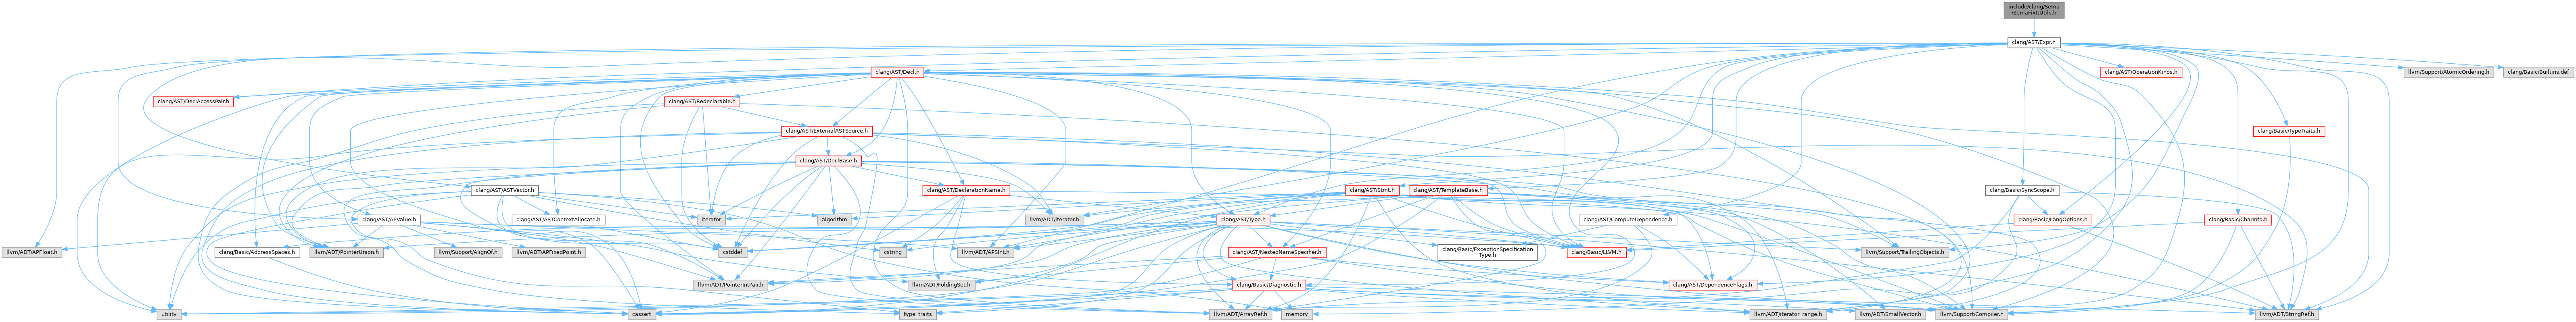 include/clang/Sema
/SemaFixItUtils.h
clang/AST/Expr.h
clang/AST/Decl.h
clang/AST/OperationKinds.h
llvm/Support/AtomicOrdering.h
clang/Basic/Builtins.def
clang/AST/DeclAccessPair.h
clang/AST/Redeclarable.h
clang/AST/ExternalASTSource.h
clang/Basic/TypeTraits.h
clang/AST/DeclBase.h
clang/AST/ASTVector.h
clang/AST/DeclarationName.h
clang/AST/Stmt.h
clang/AST/TemplateBase.h
clang/Basic/SyncScope.h
clang/AST/APValue.h
clang/AST/ASTContextAllocate.h
iterator
algorithm
llvm/ADT/iterator.h
clang/AST/Type.h
clang/AST/ComputeDependence.h
clang/Basic/LangOptions.h
clang/Basic/CharInfo.h
llvm/ADT/APFloat.h
clang/Basic/AddressSpaces.h
llvm/ADT/PointerUnion.h
llvm/Support/AlignOf.h
llvm/ADT/APFixedPoint.h
cstddef
cstring
llvm/ADT/APSInt.h
clang/AST/NestedNameSpecifier.h
clang/Basic/ExceptionSpecification
Type.h
clang/Basic/LLVM.h
llvm/Support/TrailingObjects.h
llvm/ADT/PointerIntPair.h
llvm/ADT/FoldingSet.h
clang/Basic/Diagnostic.h
clang/AST/DependenceFlags.h
utility
cassert
type_traits
llvm/ADT/ArrayRef.h
memory
llvm/ADT/iterator_range.h
llvm/ADT/SmallVector.h
llvm/Support/Compiler.h
llvm/ADT/StringRef.h